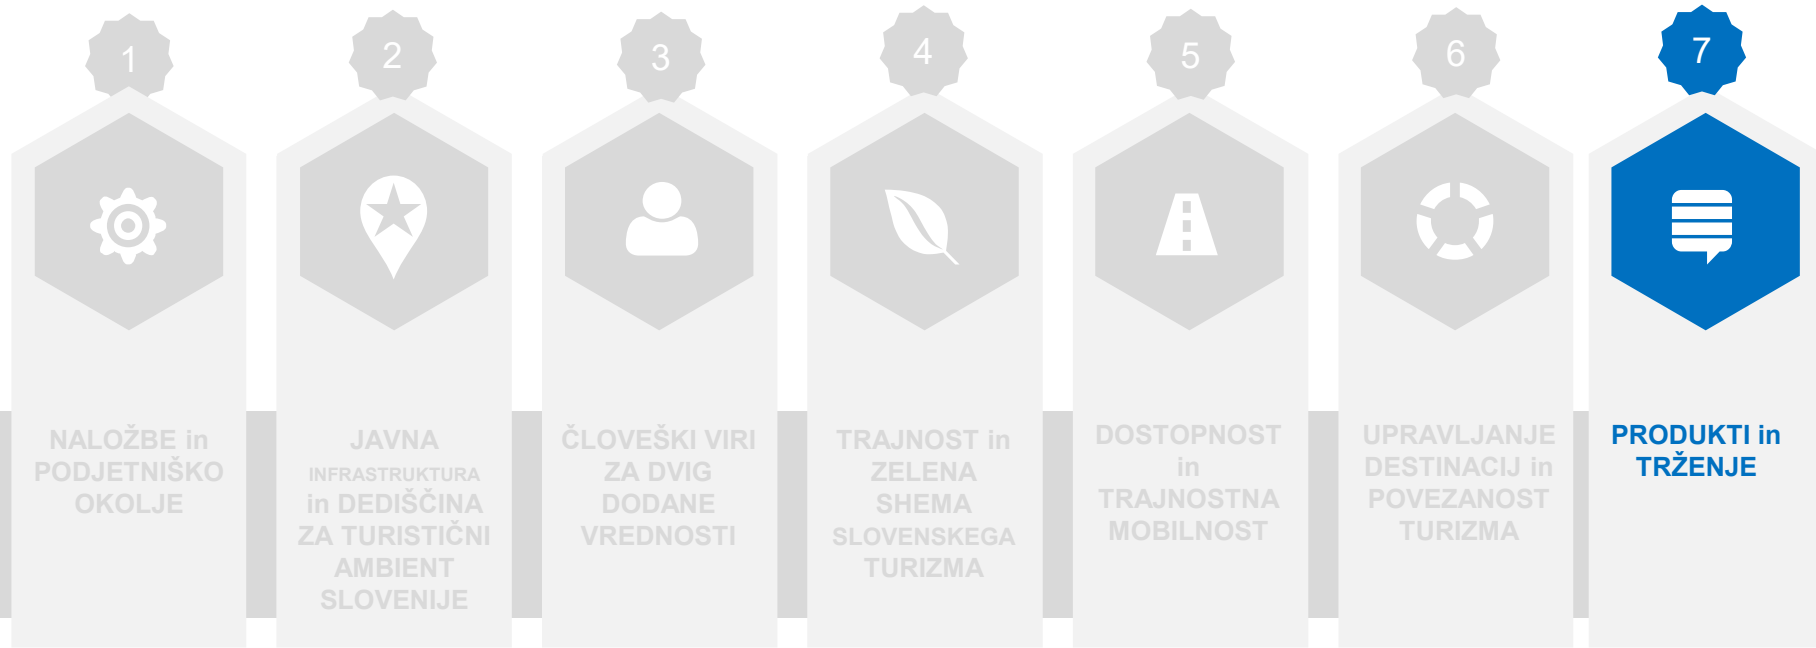 1
NALOŽBE in
PODJETNIŠKO
OKOLJE
2
JAVNA
INFRASTRUKTURA
in DEDIŠČINA
ZA TURISTIČNI
AMBIENT
SLOVENIJE
3
ČLOVEŠKI VIRI
ZA DVIG
DODANE
VREDNOSTI
4
TRAJNOST in
ZELENA
SHEMA
SLOVENSKEGA
TURIZMA
5
DOSTOPNOST
in
TRAJNOSTNA
MOBILNOST
6
UPRAVLJANJE
DESTINACIJ in
POVEZANOST
TURIZMA
7
PRODUKTI in
TRŽENJE